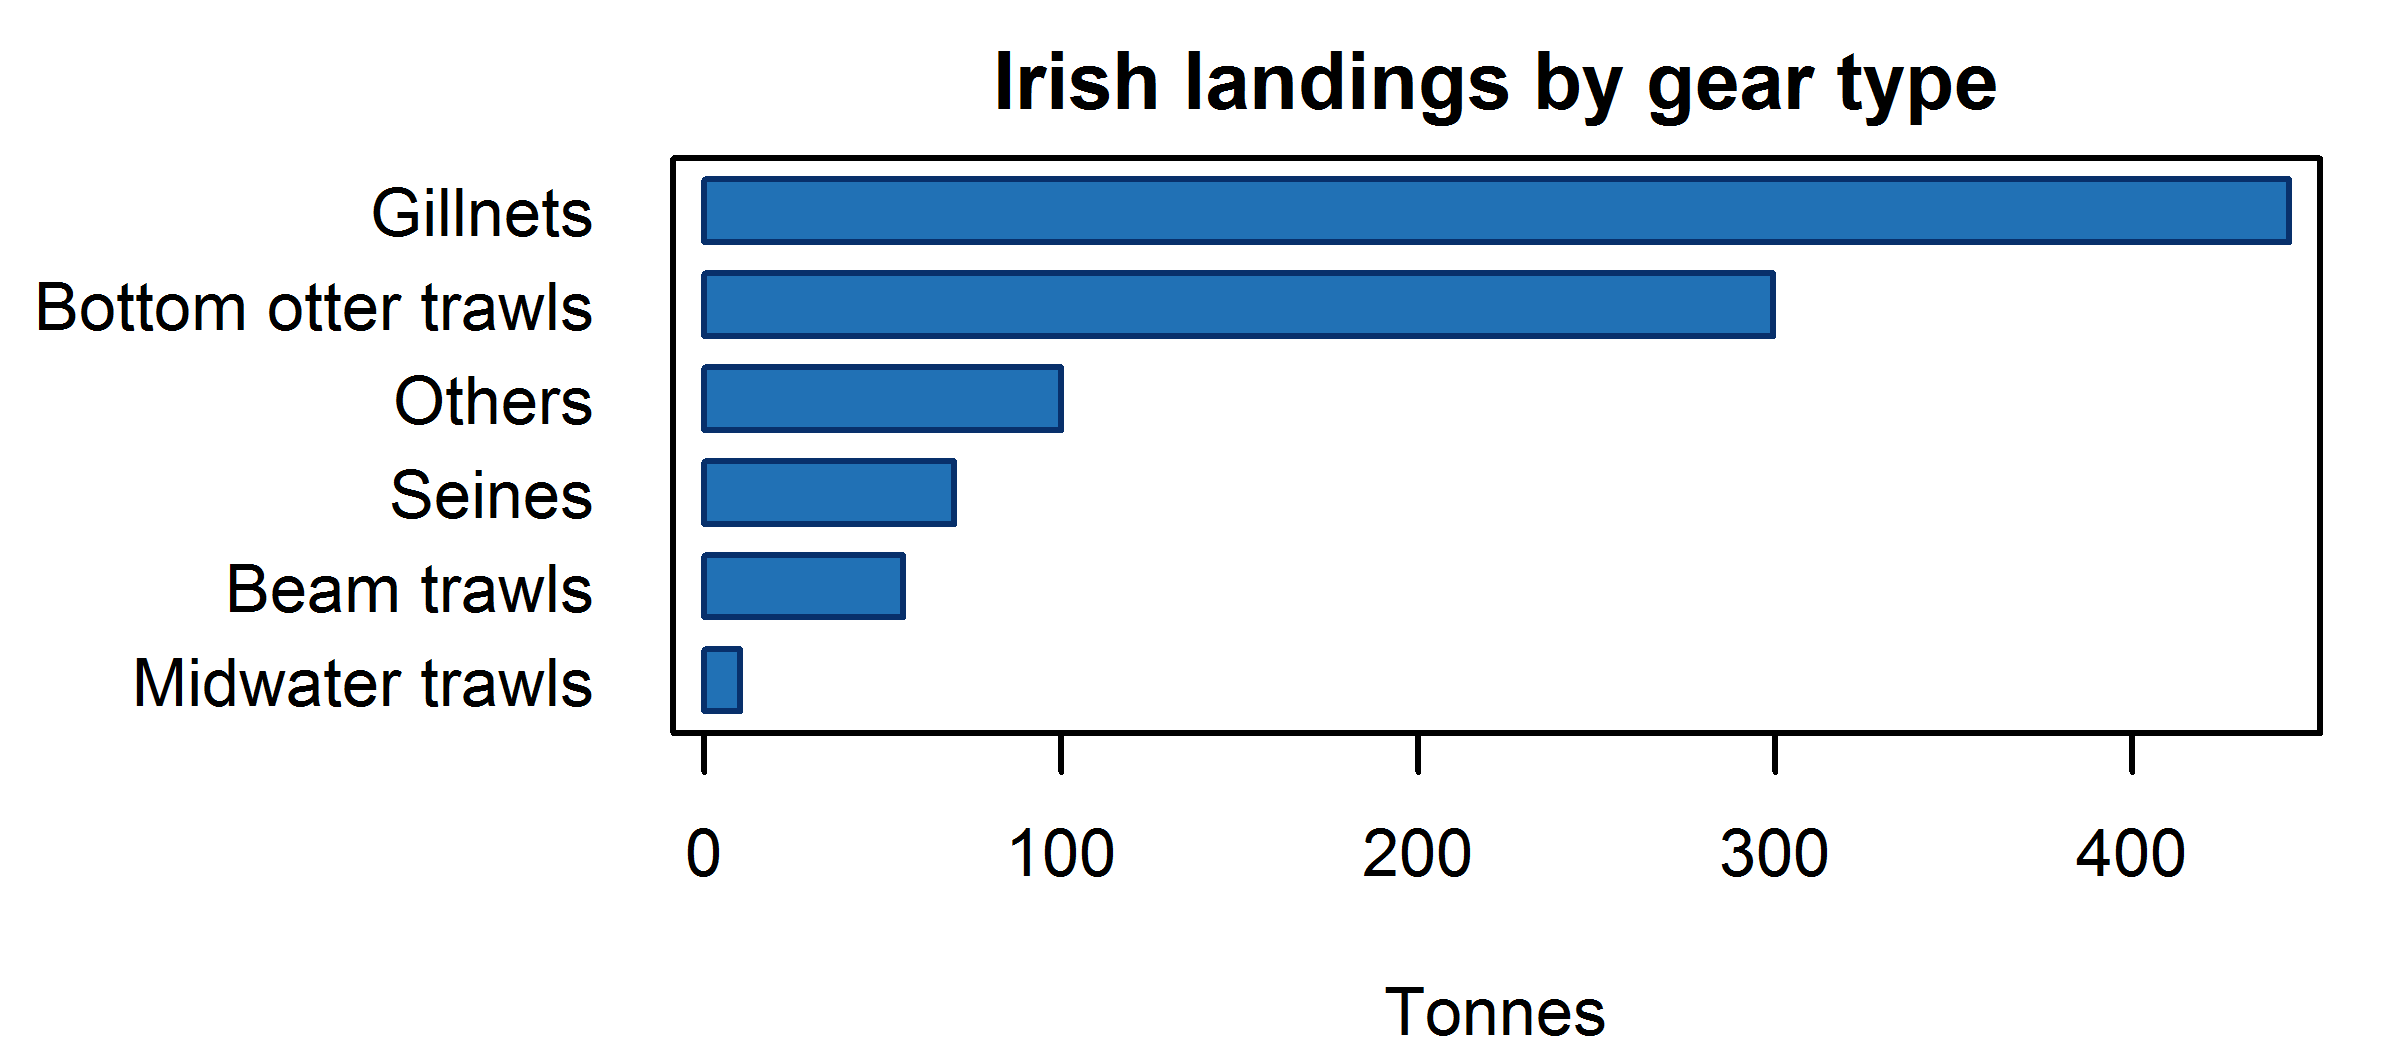 Irish landings by gear type
Gillnets
Bottom otter trawls
Others
Seines
Beam trawls
Midwater trawls
0 100 200 300 400
Tonnes